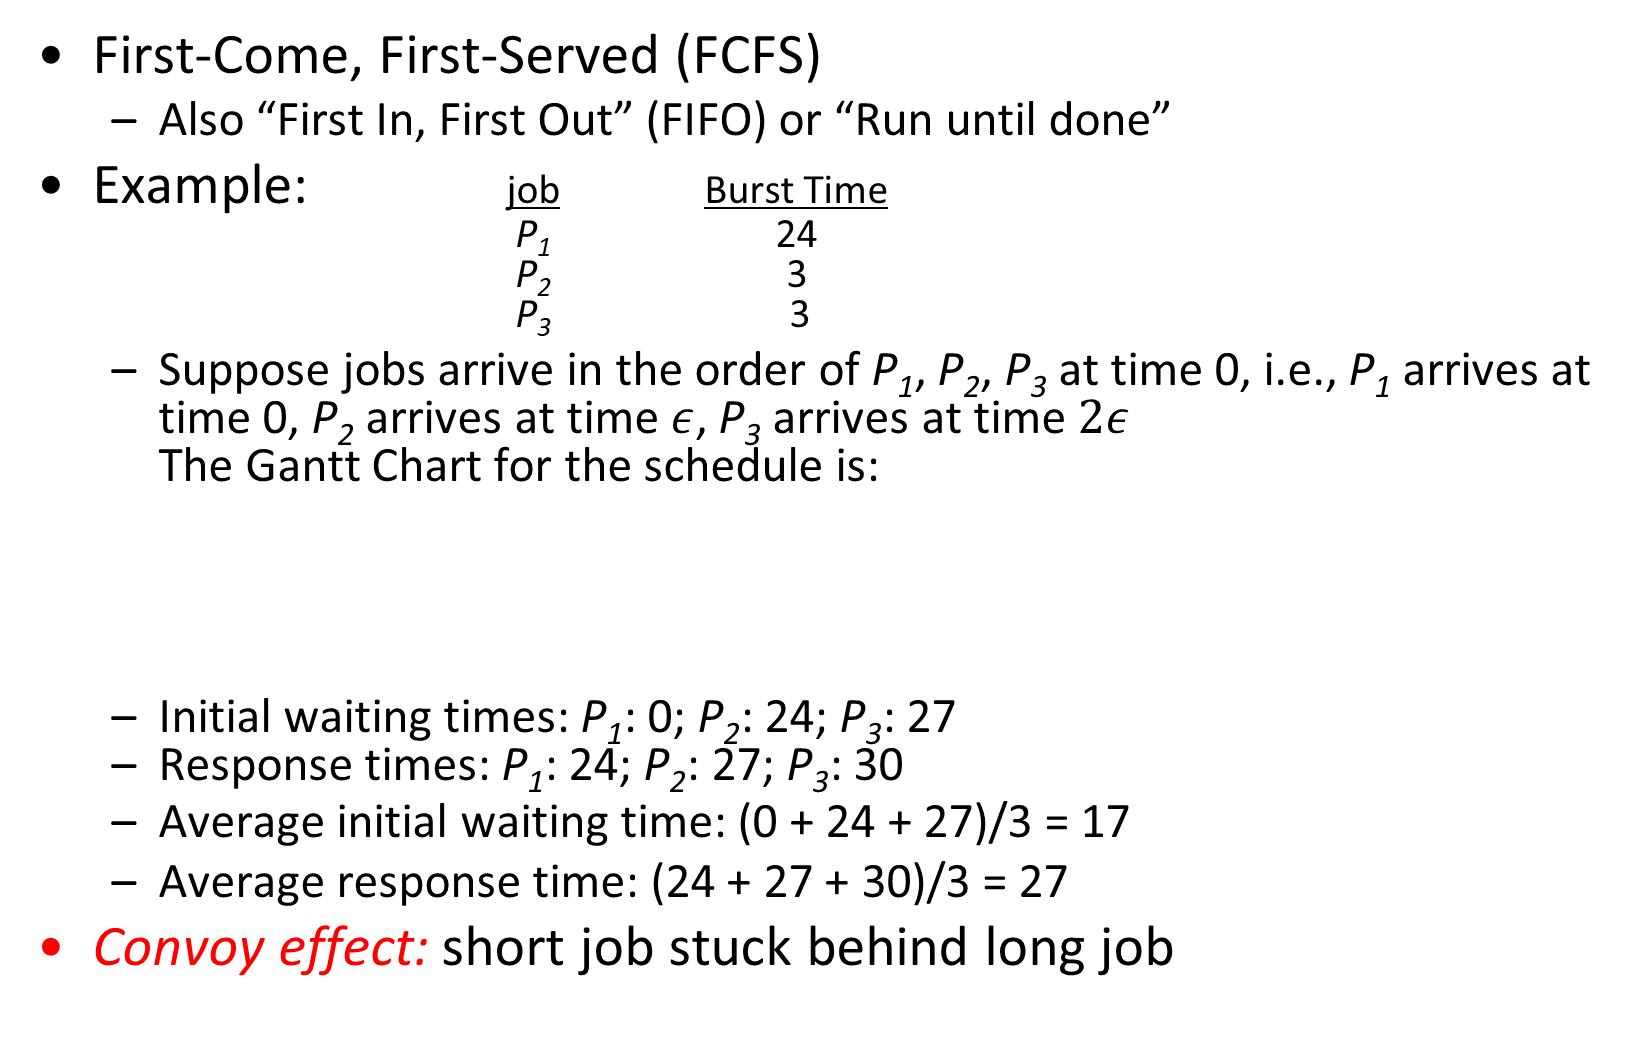 • First-Come, First-Served (FCFS)
– Also “First In, First Out” (FIFO) or “Run until done”
• Example: job Burst Time
P1 24
P2 3
P3 3
– Suppose jobs arrive in the order of P1, P2, P3 at time 0, i.e., P1 arrives at
time 0, P2 arrives at time ϵ, P3 arrives at time 2ϵ
The Gantt Chart for the schedule is:
– Initial waiting times: P1: 0; P2: 24; P3: 27
– Response times: P1: 24; P2: 27; P3: 30
– Average initial waiting time: (0 + 24 + 27)/3 = 17
– Average response time: (24 + 27 + 30)/3 = 27
• Convoy effect: short job stuck behind long job